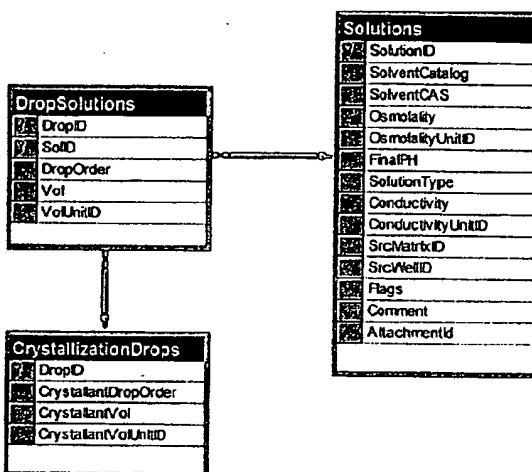 DropSolutions
DropID
SolID
DropOrder
Vol
VolUnitID
CrystallizationDrops
DropID
CrystallantDropOrder
CrystallantVol
CrystallantVolUnitID
Solutions
SolutionID
SolventCatalog
SolventCAS
Osmolality
OsmolalityUnitID
FinalPH
SolutionType
Conductivity
ConductivityUnitID
SrcMatrixID
SrcWellID
Flags
Comment
AttachmentId